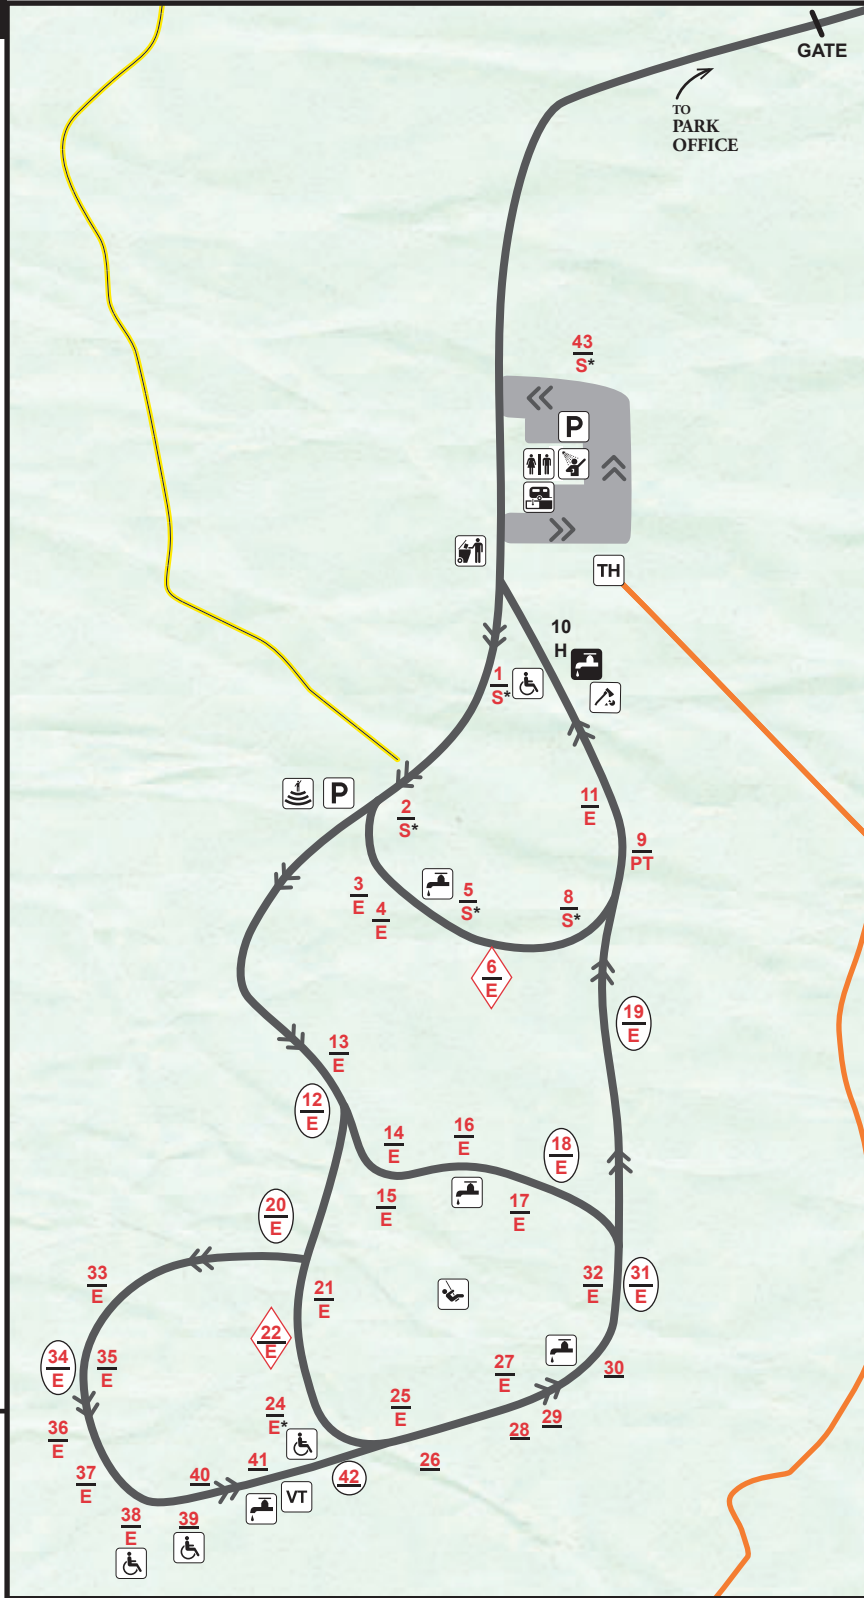 GATE
TO
PARK
OFFICE
43
S*
P
TH
10
H
1
S*
P
2
S*
11
E
9
PT
3
E
4
E
5
S*
8
S*
6
E
19
E
13
E
12
E
14
E
16
E
18
E
15
E
17
E
20
E
33
E
21
E
32
E
31
E
22
E
34
E
35
E
27
E
30
24
E*
25
E
28
29
36
E
37
E
40
41
42
26
VT
38
E
39